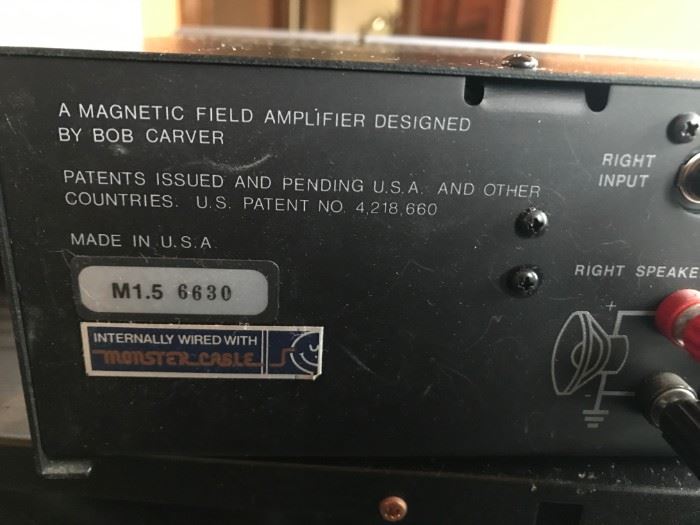 A MAGNETIC FIELD AMPLIFIER DESIGNED
BY BOB CARVER
PATENTS ISSUED AND PENDING U.S.A. AND OTHER
COUNTRIES. U.S. PATENT NO. 4,218,660
MADE IN U.S.A.
M1.5 6630
INTERNALLY WIRED WITH
MONSTER CABLE
RIGHT
INPUT
RIGHT SPEAKE
+